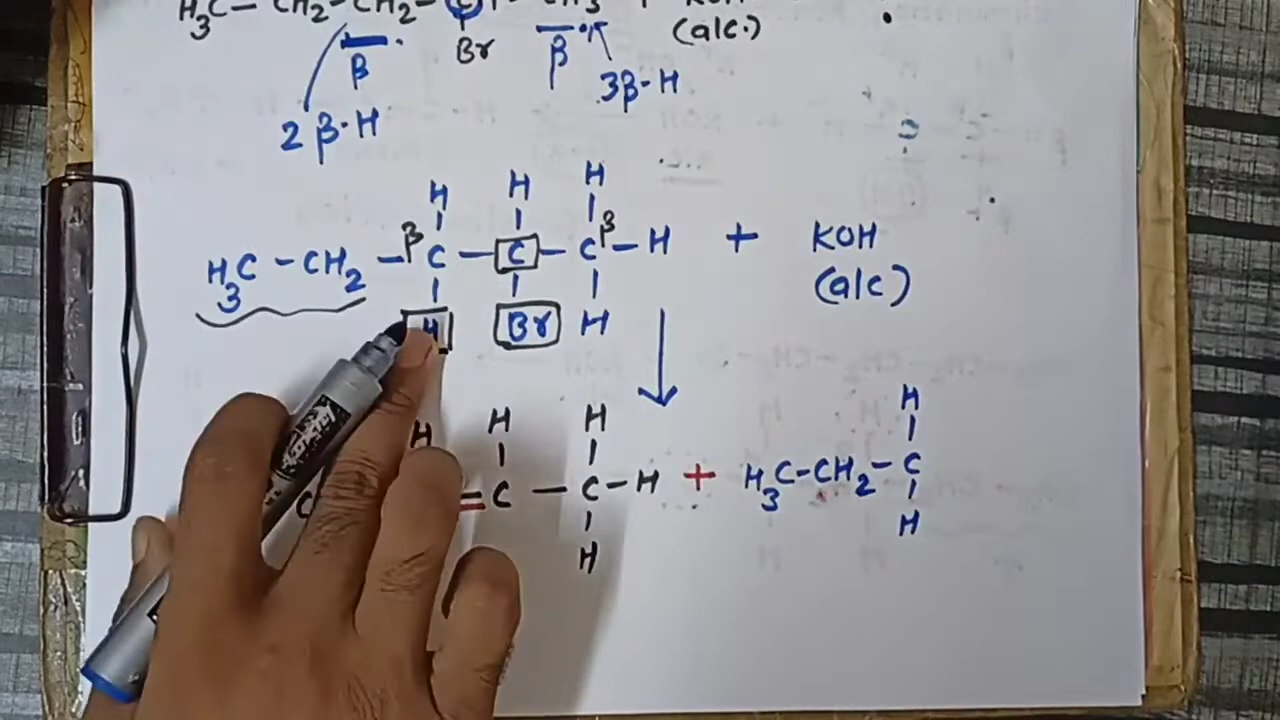 H3C — CH2 — CH2 — C — CH3 + KOH
Br (alc.)
β β
2 β·H 3β-H
H H H
β β
H3C - CH2 - C - C - C - H + KOH
(alc)
H Br H
H H H H
= C — C - H + H3C - CH2 - C
H H